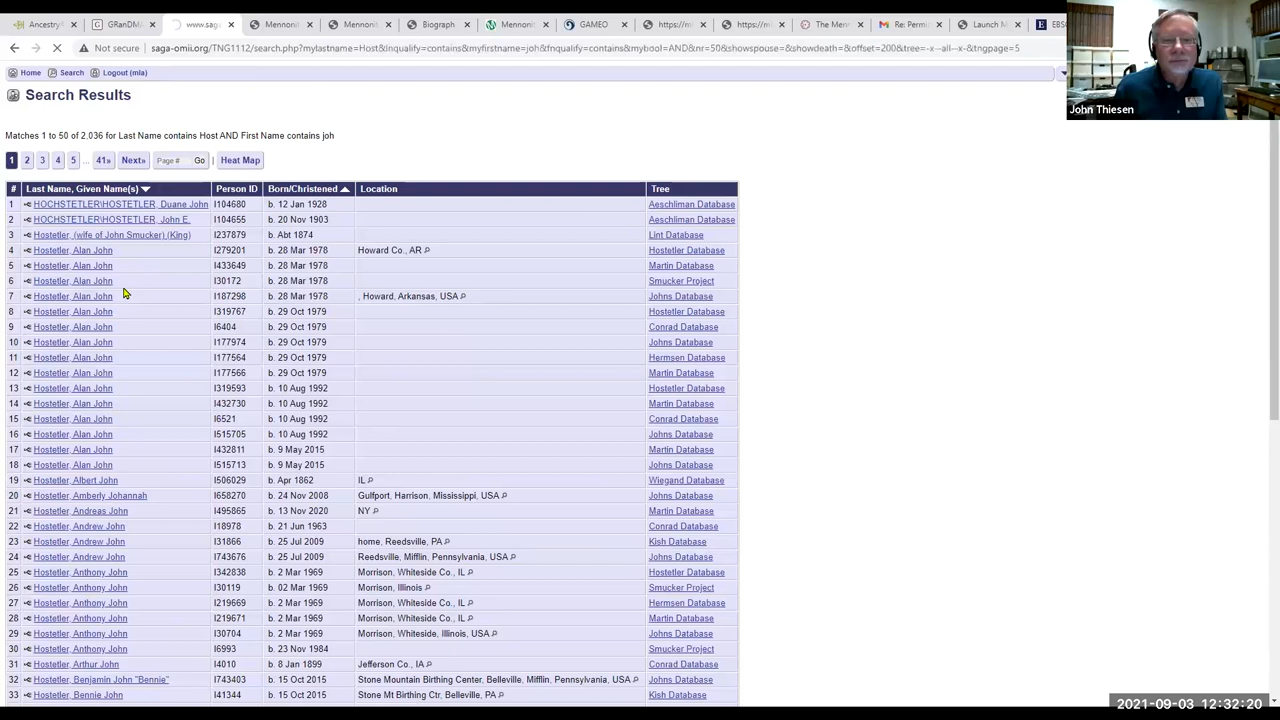 Ancestry
GRanDMA
www.saga
Mennonit
Mennonit
Biograph
Mennoni
GAMEO
https://m
https://m
The Menr
Re: Permi
Launch M
EBS
Not secure | saga-omii.org/TNG1112/search.php?mylastname=Host&lnqualify=contains&myfirstname=joh&fnqualify=contains&mybool=AND&nr=50&showspouse=&showdeath=&offset=200&tree=-x--all--x-&tngpage=5
Home Search Logout (mla)
Search Results
John Thiesen
Matches 1 to 50 of 2,036 for Last Name contains Host AND First Name contains joh
1 2 3 4 5 ... 41» Next» Page # Go | Heat Map
# Last Name, Given Name(s) Person ID Born/Christened Location Tree
1 HOCHSTETLER\HOSTETLER, Duane John I104680 b. 12 Jan 1928 Aeschliman Database
2 HOCHSTETLER\HOSTETLER, John E. I104655 b. 20 Nov 1903 Aeschliman Database
3 Hostetler, (wife of John Smucker) (King) I237879 b. Abt 1874 Lint Database
4 Hostetler, Alan John I279201 b. 28 Mar 1978 Howard Co., AR Hostetler Database
5 Hostetler, Alan John I433649 b. 28 Mar 1978 Martin Database
6 Hostetler, Alan John I30172 b. 28 Mar 1978 Smucker Project
7 Hostetler, Alan John I187298 b. 28 Mar 1978 , Howard, Arkansas, USA Johns Database
8 Hostetler, Alan John I319767 b. 29 Oct 1979 Hostetler Database
9 Hostetler, Alan John I6404 b. 29 Oct 1979 Conrad Database
10 Hostetler, Alan John I177974 b. 29 Oct 1979 Johns Database
11 Hostetler, Alan John I177564 b. 29 Oct 1979 Hermsen Database
12 Hostetler, Alan John I177566 b. 29 Oct 1979 Martin Database
13 Hostetler, Alan John I319593 b. 10 Aug 1992 Hostetler Database
14 Hostetler, Alan John I432730 b. 10 Aug 1992 Martin Database
15 Hostetler, Alan John I6521 b. 10 Aug 1992 Conrad Database
16 Hostetler, Alan John I515705 b. 10 Aug 1992 Johns Database
17 Hostetler, Alan John I432811 b. 9 May 2015 Martin Database
18 Hostetler, Alan John I515713 b. 9 May 2015 Johns Database
19 Hostetler, Albert John I506029 b. Apr 1862 IL Wiegand Database
20 Hostetler, Amberly Johannah I658270 b. 24 Nov 2008 Gulfport, Harrison, Mississippi, USA Johns Database
21 Hostetler, Andreas John I495865 b. 13 Nov 2020 NY Martin Database
22 Hostetler, Andrew John I18978 b. 21 Jun 1963 Conrad Database
23 Hostetler, Andrew John I31866 b. 25 Jul 2009 home, Reedsville, PA Kish Database
24 Hostetler, Andrew John I743676 b. 25 Jul 2009 Reedsville, Mifflin, Pennsylvania, USA Johns Database
25 Hostetler, Anthony John I342838 b. 2 Mar 1969 Morrison, Whiteside Co., IL Hostetler Database
26 Hostetler, Anthony John I30119 b. 02 Mar 1969 Morrison, Illinois Smucker Project
27 Hostetler, Anthony John I219669 b. 2 Mar 1969 Morrison, Whiteside Co., IL Hermsen Database
28 Hostetler, Anthony John I219671 b. 2 Mar 1969 Morrison, Whiteside Co., IL Martin Database
29 Hostetler, Anthony John I30704 b. 2 Mar 1969 Morrison, Whiteside, Illinois, USA Johns Database
30 Hostetler, Anthony John I6993 b. 23 Nov 1984 Smucker Project
31 Hostetler, Arthur John I4010 b. 8 Jan 1899 Jefferson Co., IA Conrad Database
32 Hostetler, Benjamin John "Bennie" I743403 b. 15 Oct 2015 Stone Mountain Birthing Center, Belleville, Mifflin, Pennsylvania, USA Johns Database
33 Hostetler, Bennie John I41344 b. 15 Oct 2015 Stone Mt Birthing Ctr, Belleville, PA Kish Database
2021-09-03 12:32:20